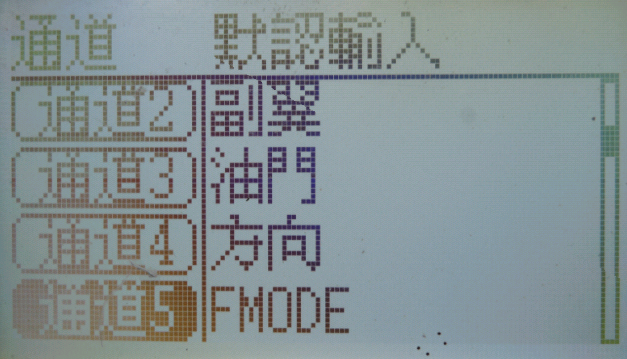 通道 默認輸入
通道2 副翼
通道3 油門
通道4 方向
通道5 FMODE